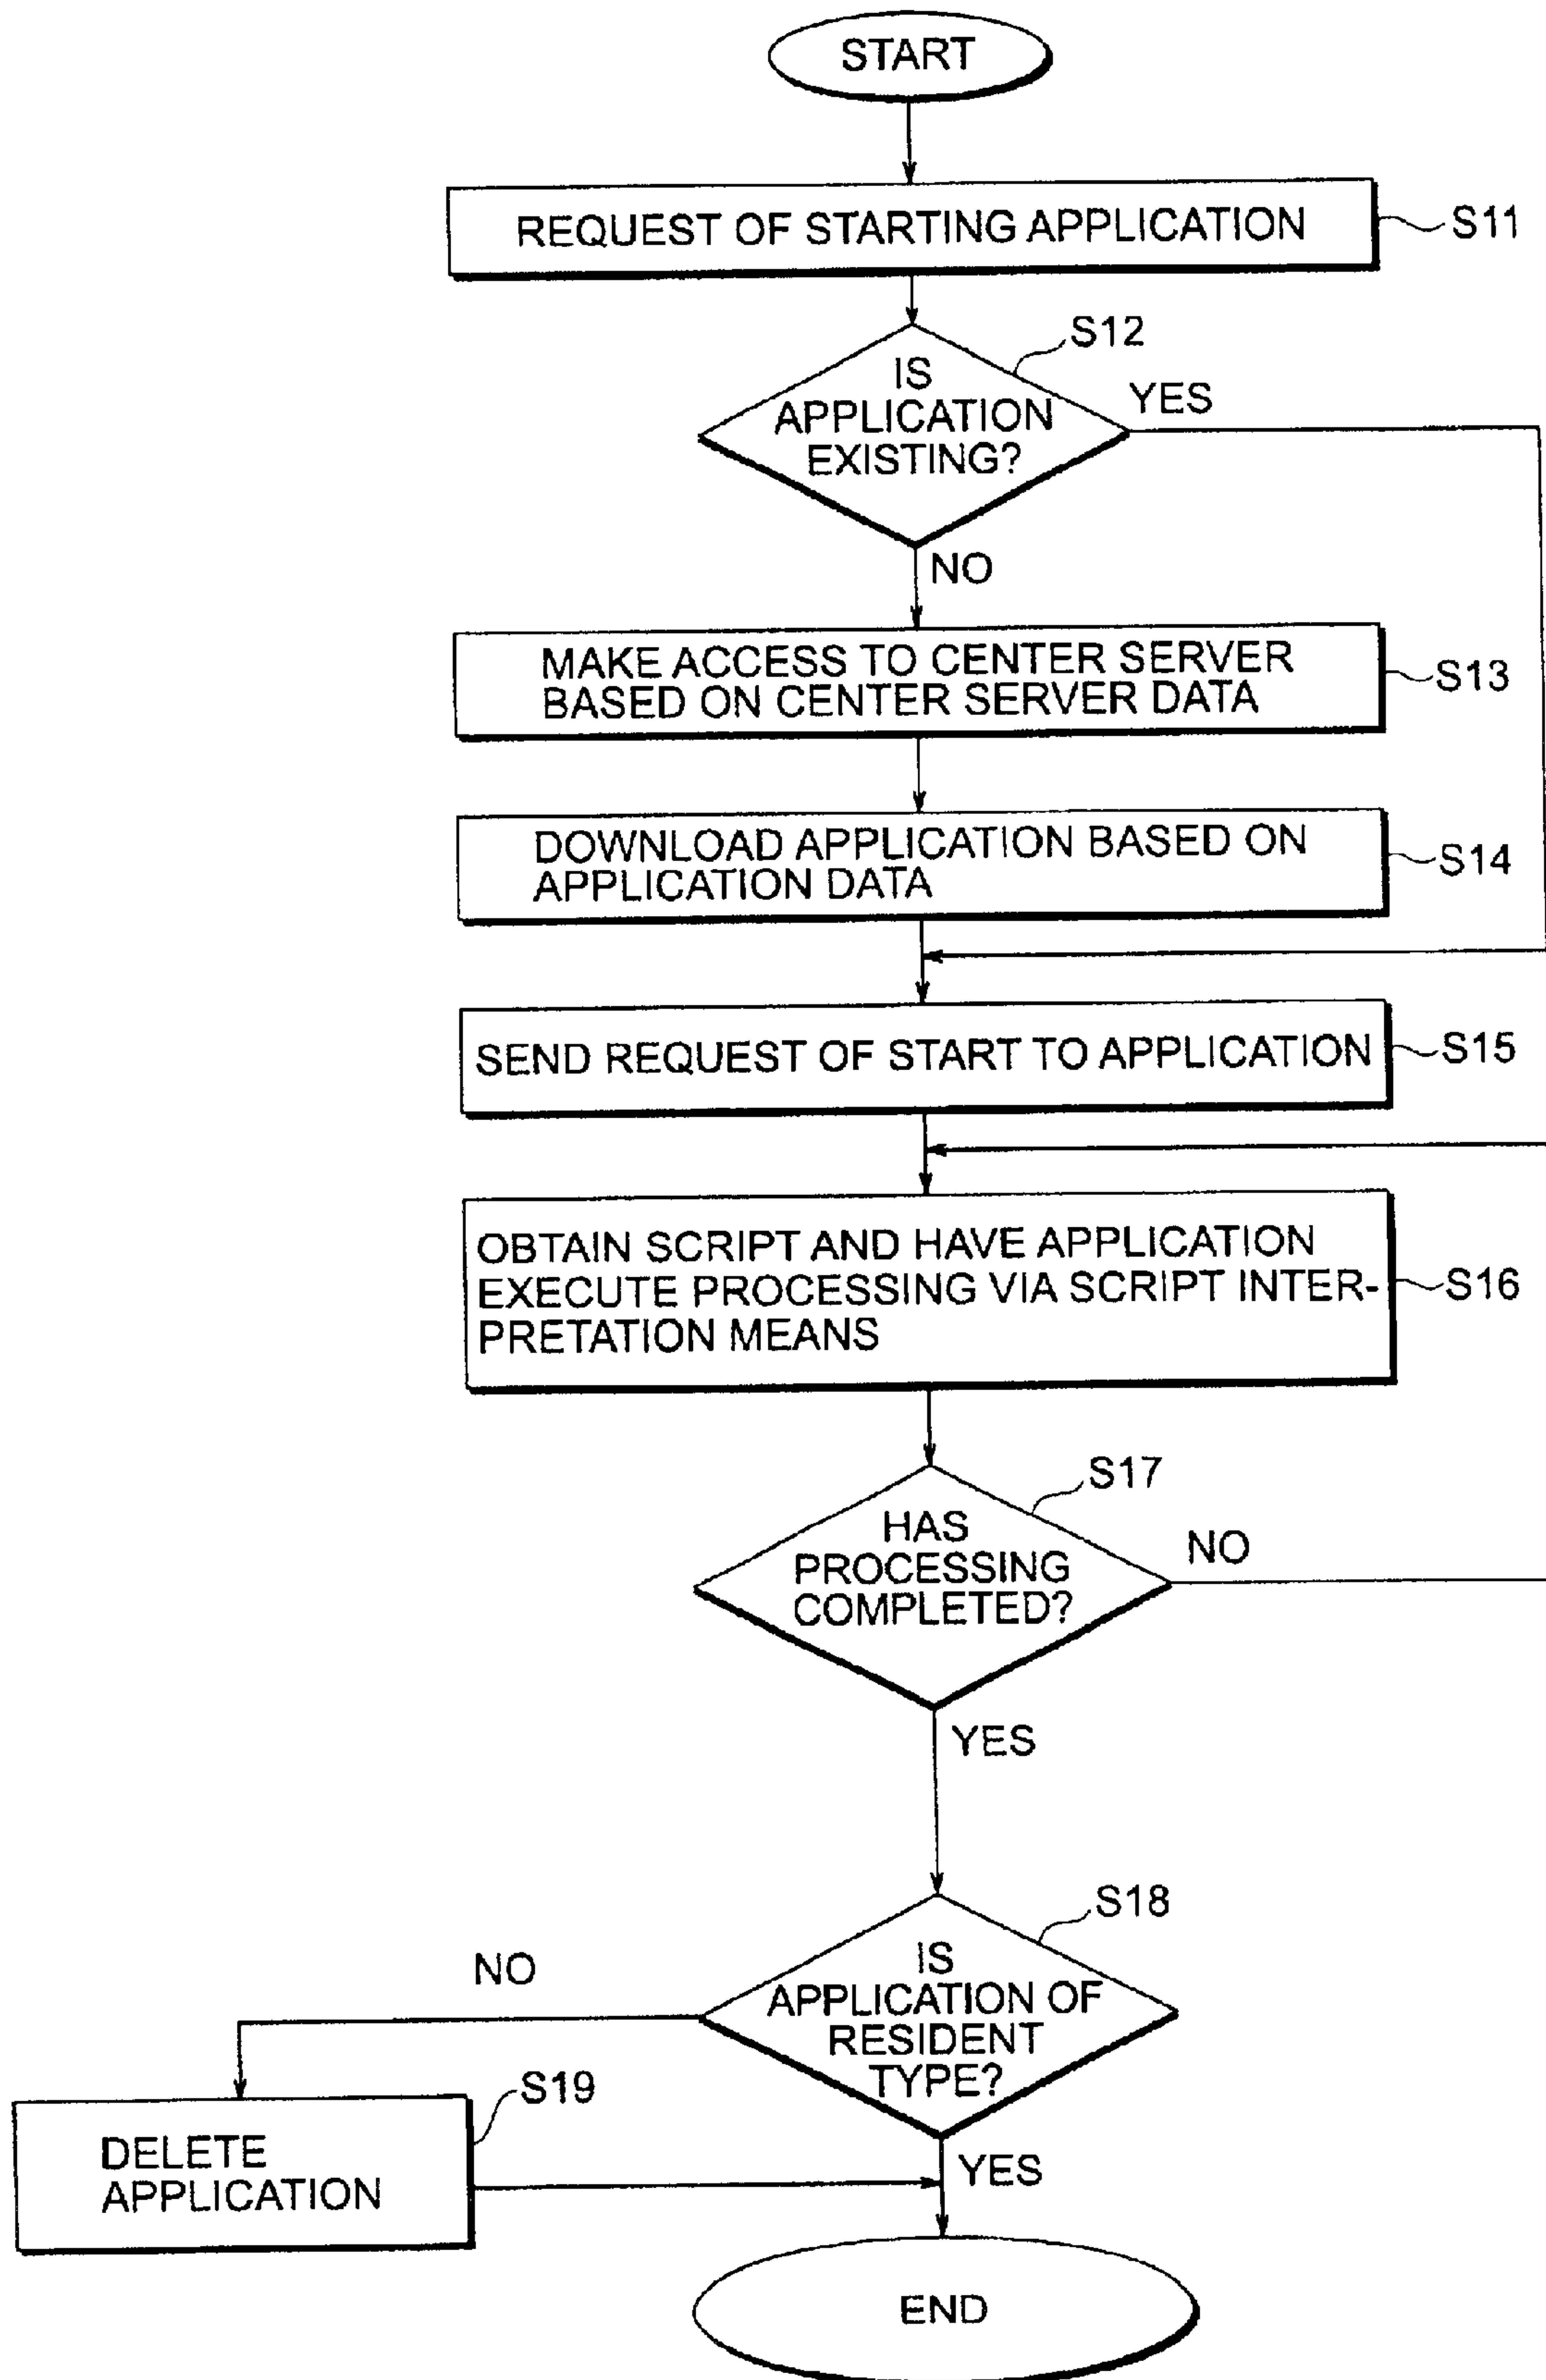 START
REQUEST OF STARTING APPLICATION
S11
S12
IS
APPLICATION
EXISTING?
YES
NO
MAKE ACCESS TO CENTER SERVER
BASED ON CENTER SERVER DATA
S13
DOWNLOAD APPLICATION BASED ON
APPLICATION DATA
S14
SEND REQUEST OF START TO APPLICATION
S15
OBTAIN SCRIPT AND HAVE APPLICATION
EXECUTE PROCESSING VIA SCRIPT INTER-
PRETATION MEANS
S16
S17
HAS
PROCESSING
COMPLETED?
NO
YES
S18
IS
APPLICATION OF
RESIDENT
TYPE?
NO
S19
DELETE
APPLICATION
YES
END